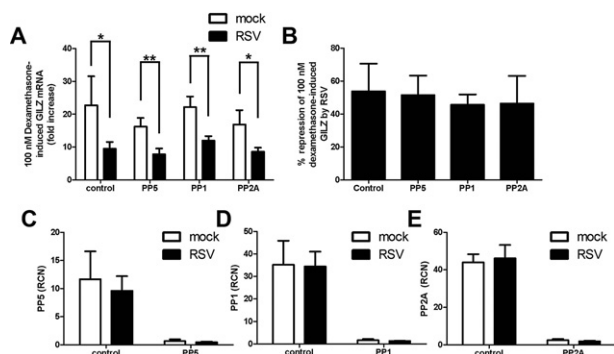 A
mock
RSV
100 nM Dexamethasone-
induced GILZ mRNA
(fold increase)
40
30
20
10
0
* ** ** *
control PP5 PP1 PP2A
B
% repression of 100 nM
dexamethasone-induced
GILZ by RSV
80
60
40
20
0
Control PP5 PP1 PP2A
C
mock
RSV
PP5 (RCN)
20
15
10
5
0
control PP5
D
mock
RSV
PP1 (RCN)
50
40
30
20
10
0
control PP1
E
mock
RSV
PP2A (RCN)
60
40
20
0
control PP2A